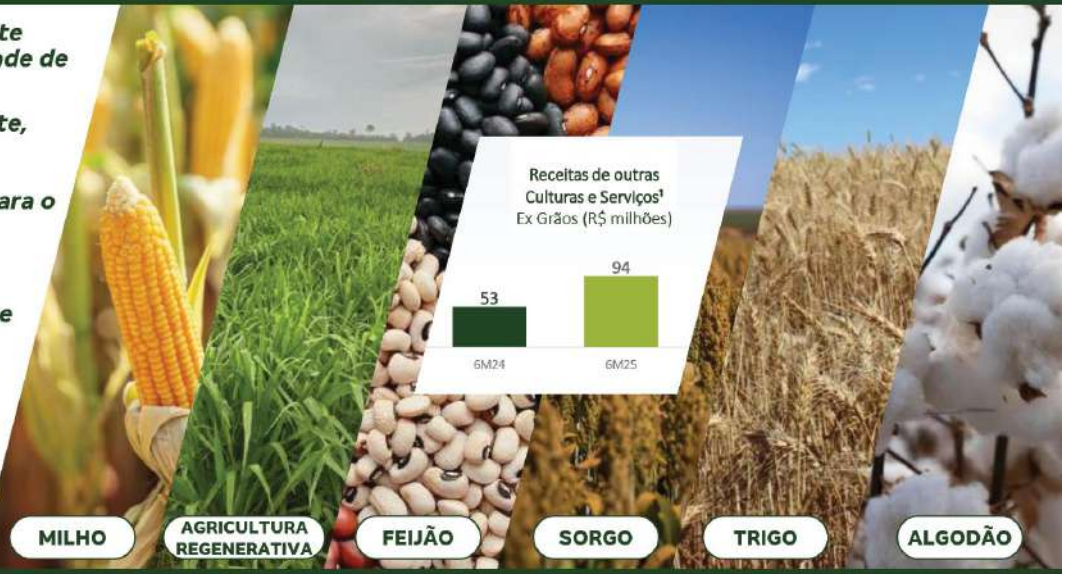 te
de de
te,
ara o
e
Receitas de outras
Culturas e Serviços¹
Ex Grãos (R$ milhões)
53
94
6M24
6M25
MILHO
AGRICULTURA
REGENERATIVA
FEIJÃO
SORGO
TRIGO
ALGODÃO